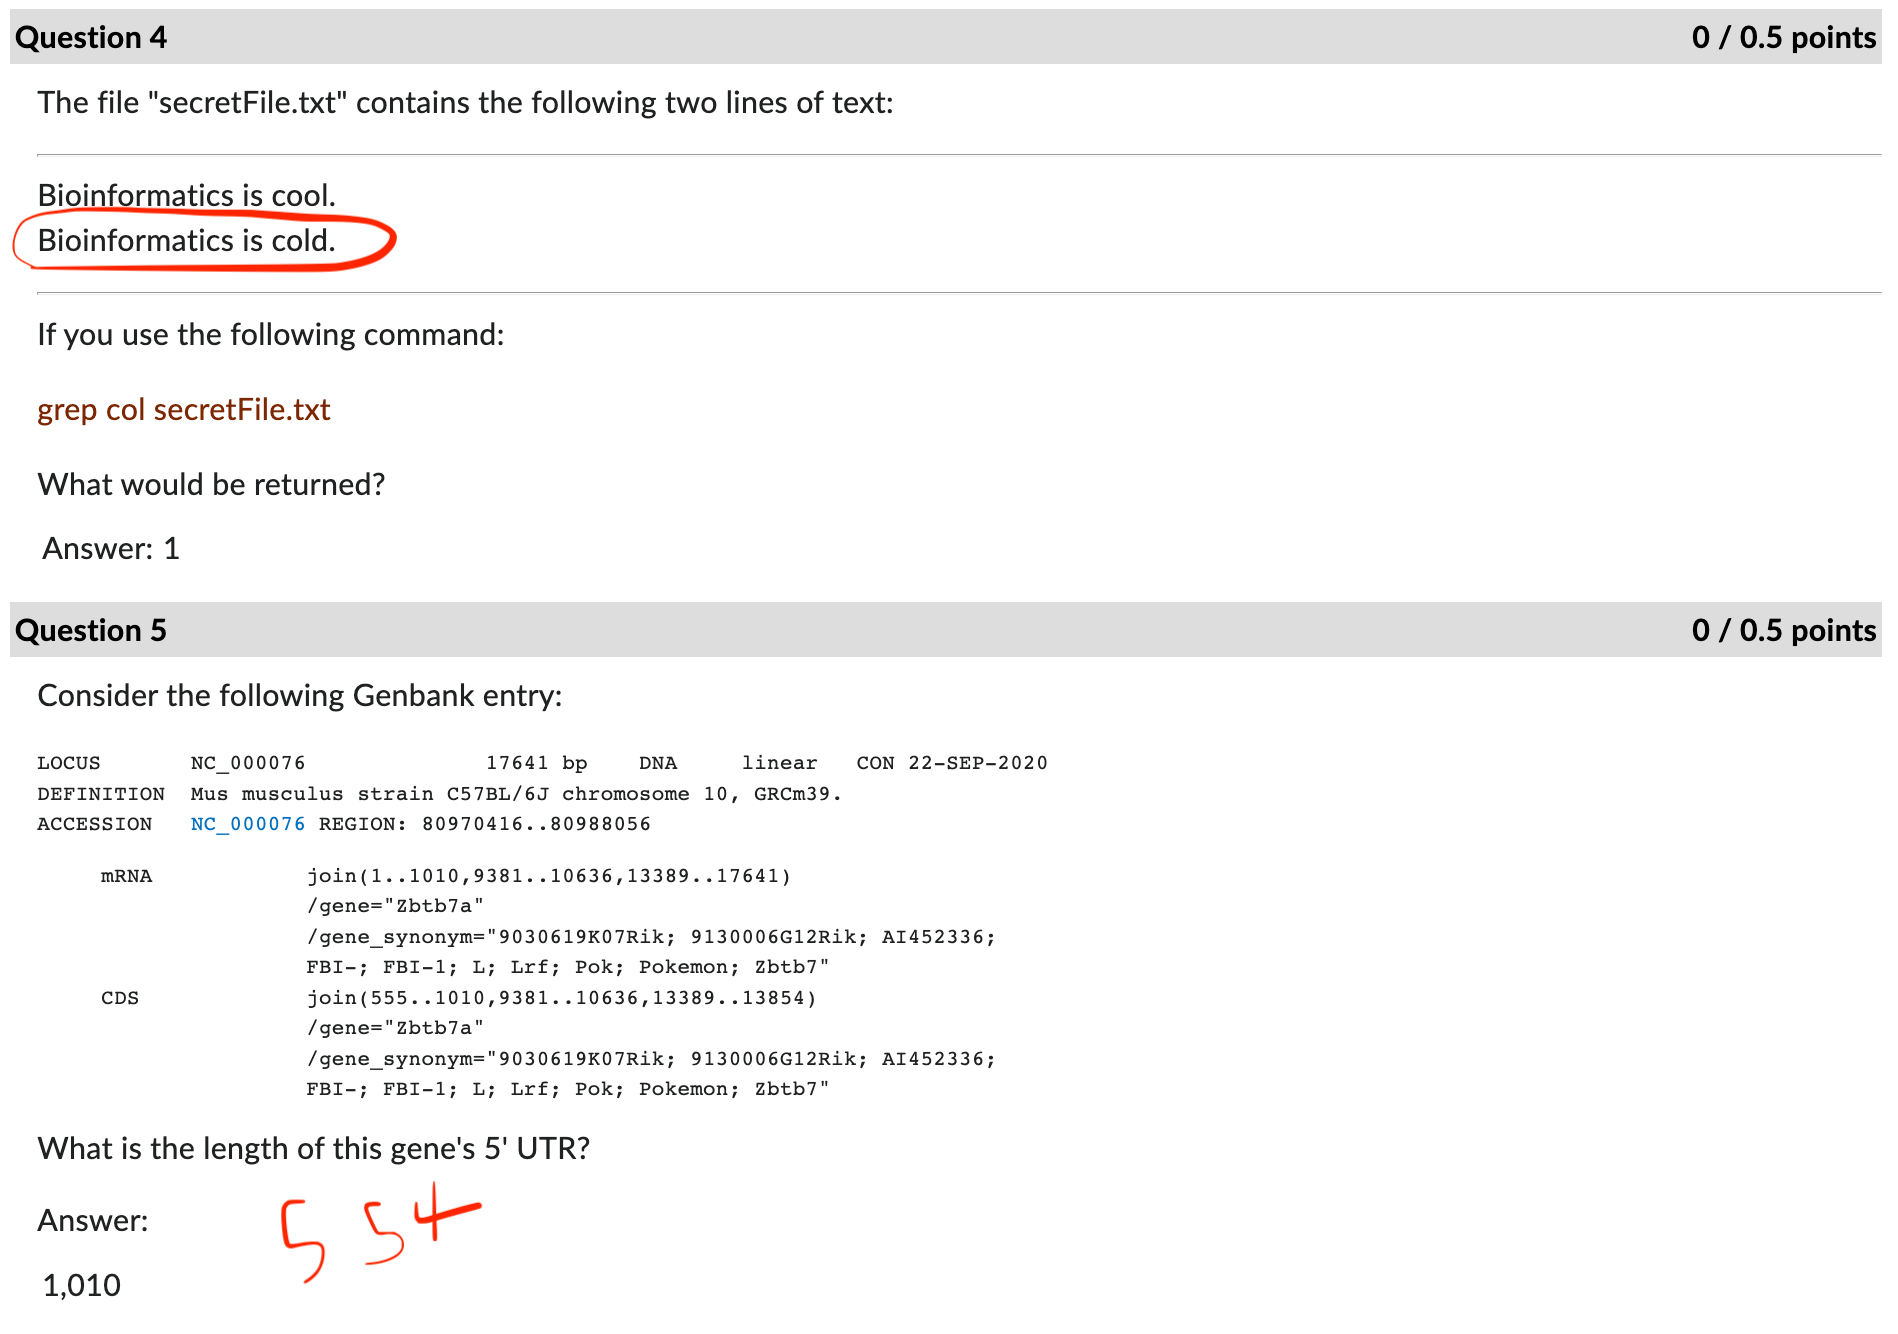 Question 4 0 / 0.5 points
The file "secretFile.txt" contains the following two lines of text:
Bioinformatics is cool.
Bioinformatics is cold.
If you use the following command:
grep col secretFile.txt
What would be returned?
Answer: 1
Question 5 0 / 0.5 points
Consider the following Genbank entry:
LOCUS NC_000076 17641 bp DNA linear CON 22-SEP-2020
DEFINITION Mus musculus strain C57BL/6J chromosome 10, GRCm39.
ACCESSION NC_000076 REGION: 80970416..80988056
mRNA join(1..1010,9381..10636,13389..17641)
/gene="Zbtb7a"
/gene_synonym="9030619K07Rik; 9130006G12Rik; AI452336;
FBI-; FBI-1; L; Lrf; Pok; Pokemon; Zbtb7"
CDS join(555..1010,9381..10636,13389..13854)
/gene="Zbtb7a"
/gene_synonym="9030619K07Rik; 9130006G12Rik; AI452336;
FBI-; FBI-1; L; Lrf; Pok; Pokemon; Zbtb7"
What is the length of this gene's 5' UTR?
Answer: 554
1,010